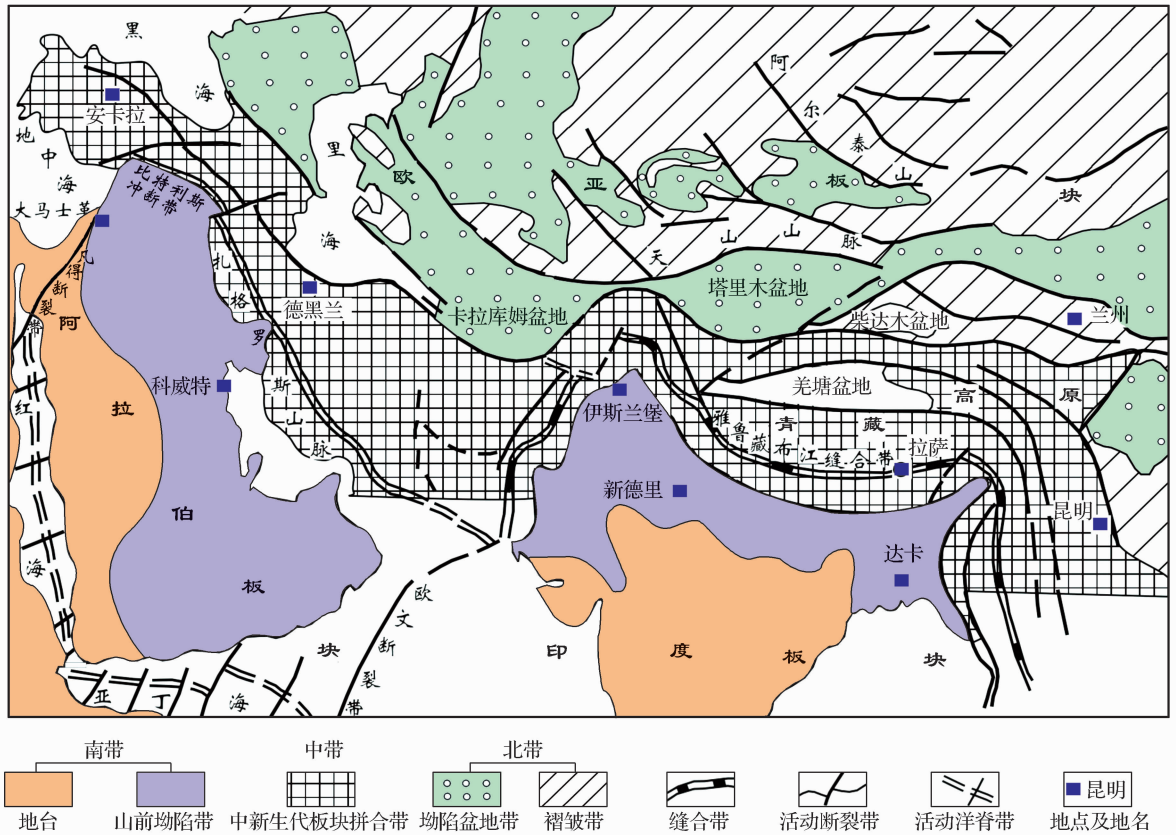 黑海
地中海
安卡拉
比特利斯
冲断带
大马士革
凡得断裂带
里海
欧亚板块
阿尔泰山
天山山脉
塔里木盆地
卡拉库姆盆地
柴达木盆地
兰州
德黑兰
扎格罗斯山脉
科威特
阿拉伯板块
红海
亚丁海
欧文断裂带
伊斯兰堡
新德里
羌塘盆地
青藏高原
雅鲁藏布江缝合带
拉萨
昆明
达卡
印度板块
南带
中带
北带
地台
山前坳陷带
中新生代板块拼合带
坳陷盆地带
褶皱带
缝合带
活动断裂带
活动洋脊带
昆明
地点及地名